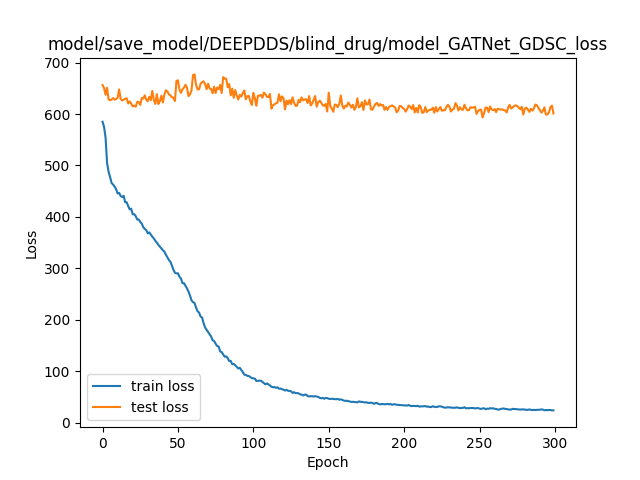 model/save_model/DEEPDDS/blind_drug/model_GATNet_GDSC_loss
700
600
500
400
300
200
100
0
Loss
train loss
test loss
0 50 100 150 200 250 300
Epoch